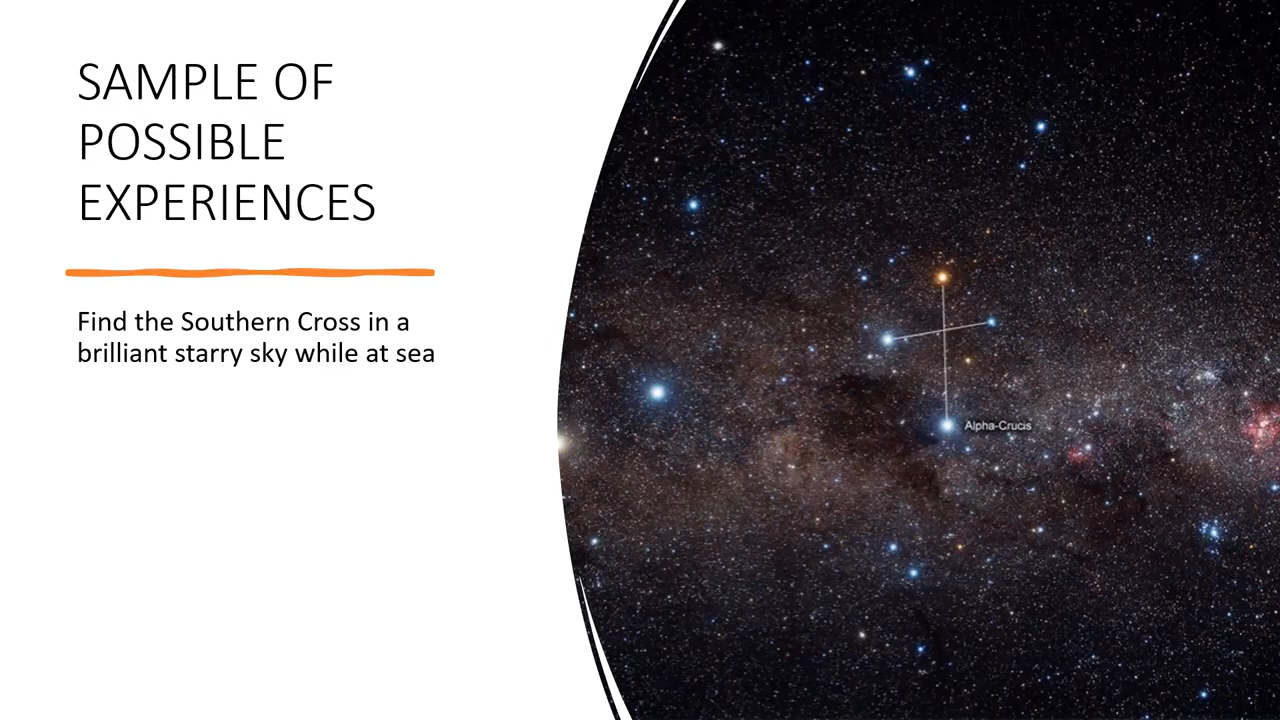 SAMPLE OF
POSSIBLE
EXPERIENCES
Find the Southern Cross in a
brilliant starry sky while at sea
Alpha-Crucis